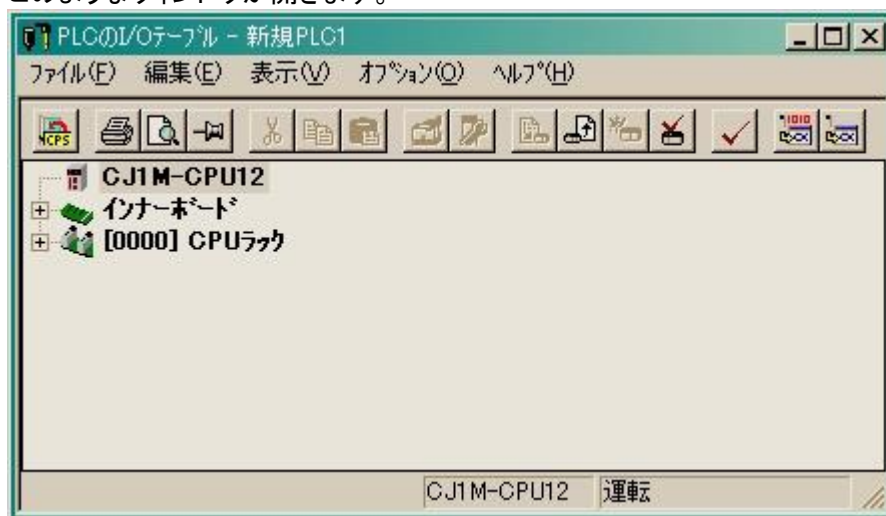 このようなウィンドウが開きます。
PLCのI/Oﾃｰﾌﾞﾙ - 新規PLC1
ﾌｧｲﾙ(F) 編集(E) 表示(V) ｵﾌﾟｼｮﾝ(O) ﾍﾙﾌﾟ(H)
CPS
1010
CJ1M-CPU12
ｲﾝﾅｰﾎﾞｰﾄﾞ
[0000] CPUﾗｯｸ
CJ1M-CPU12 運転